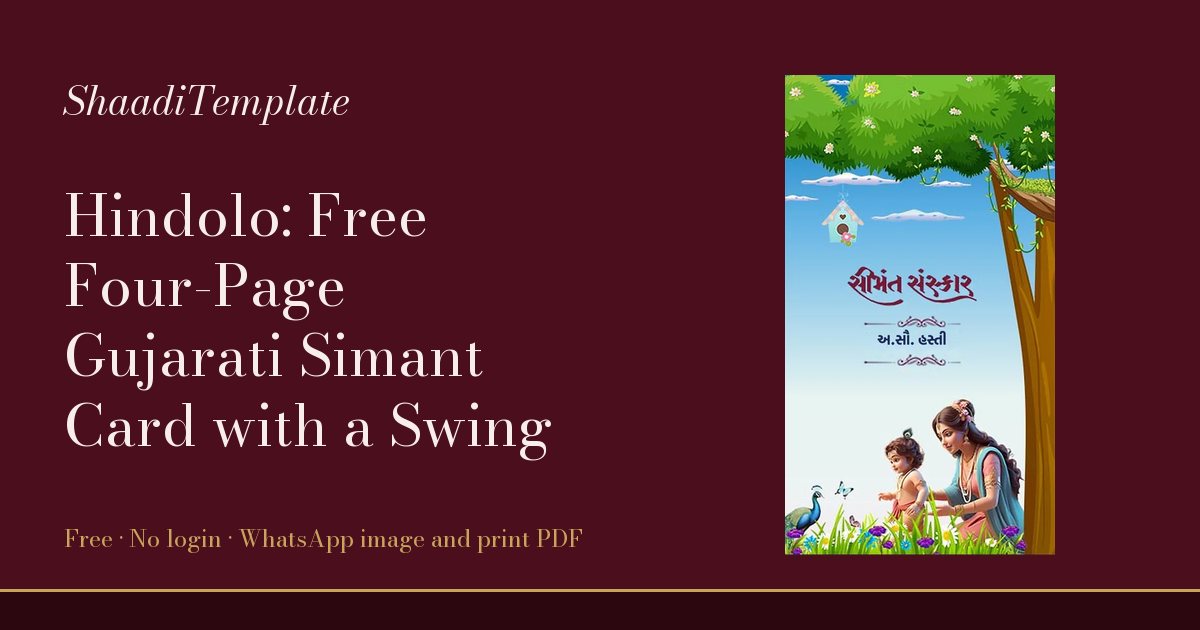 ShaadiTemplate
Hindolo: Free
Four-Page
Gujarati Simant
Card with a Swing
Free · No login · WhatsApp image and print PDF
સીમંત સંસ્કાર
અ.સૌ. હસ્તી